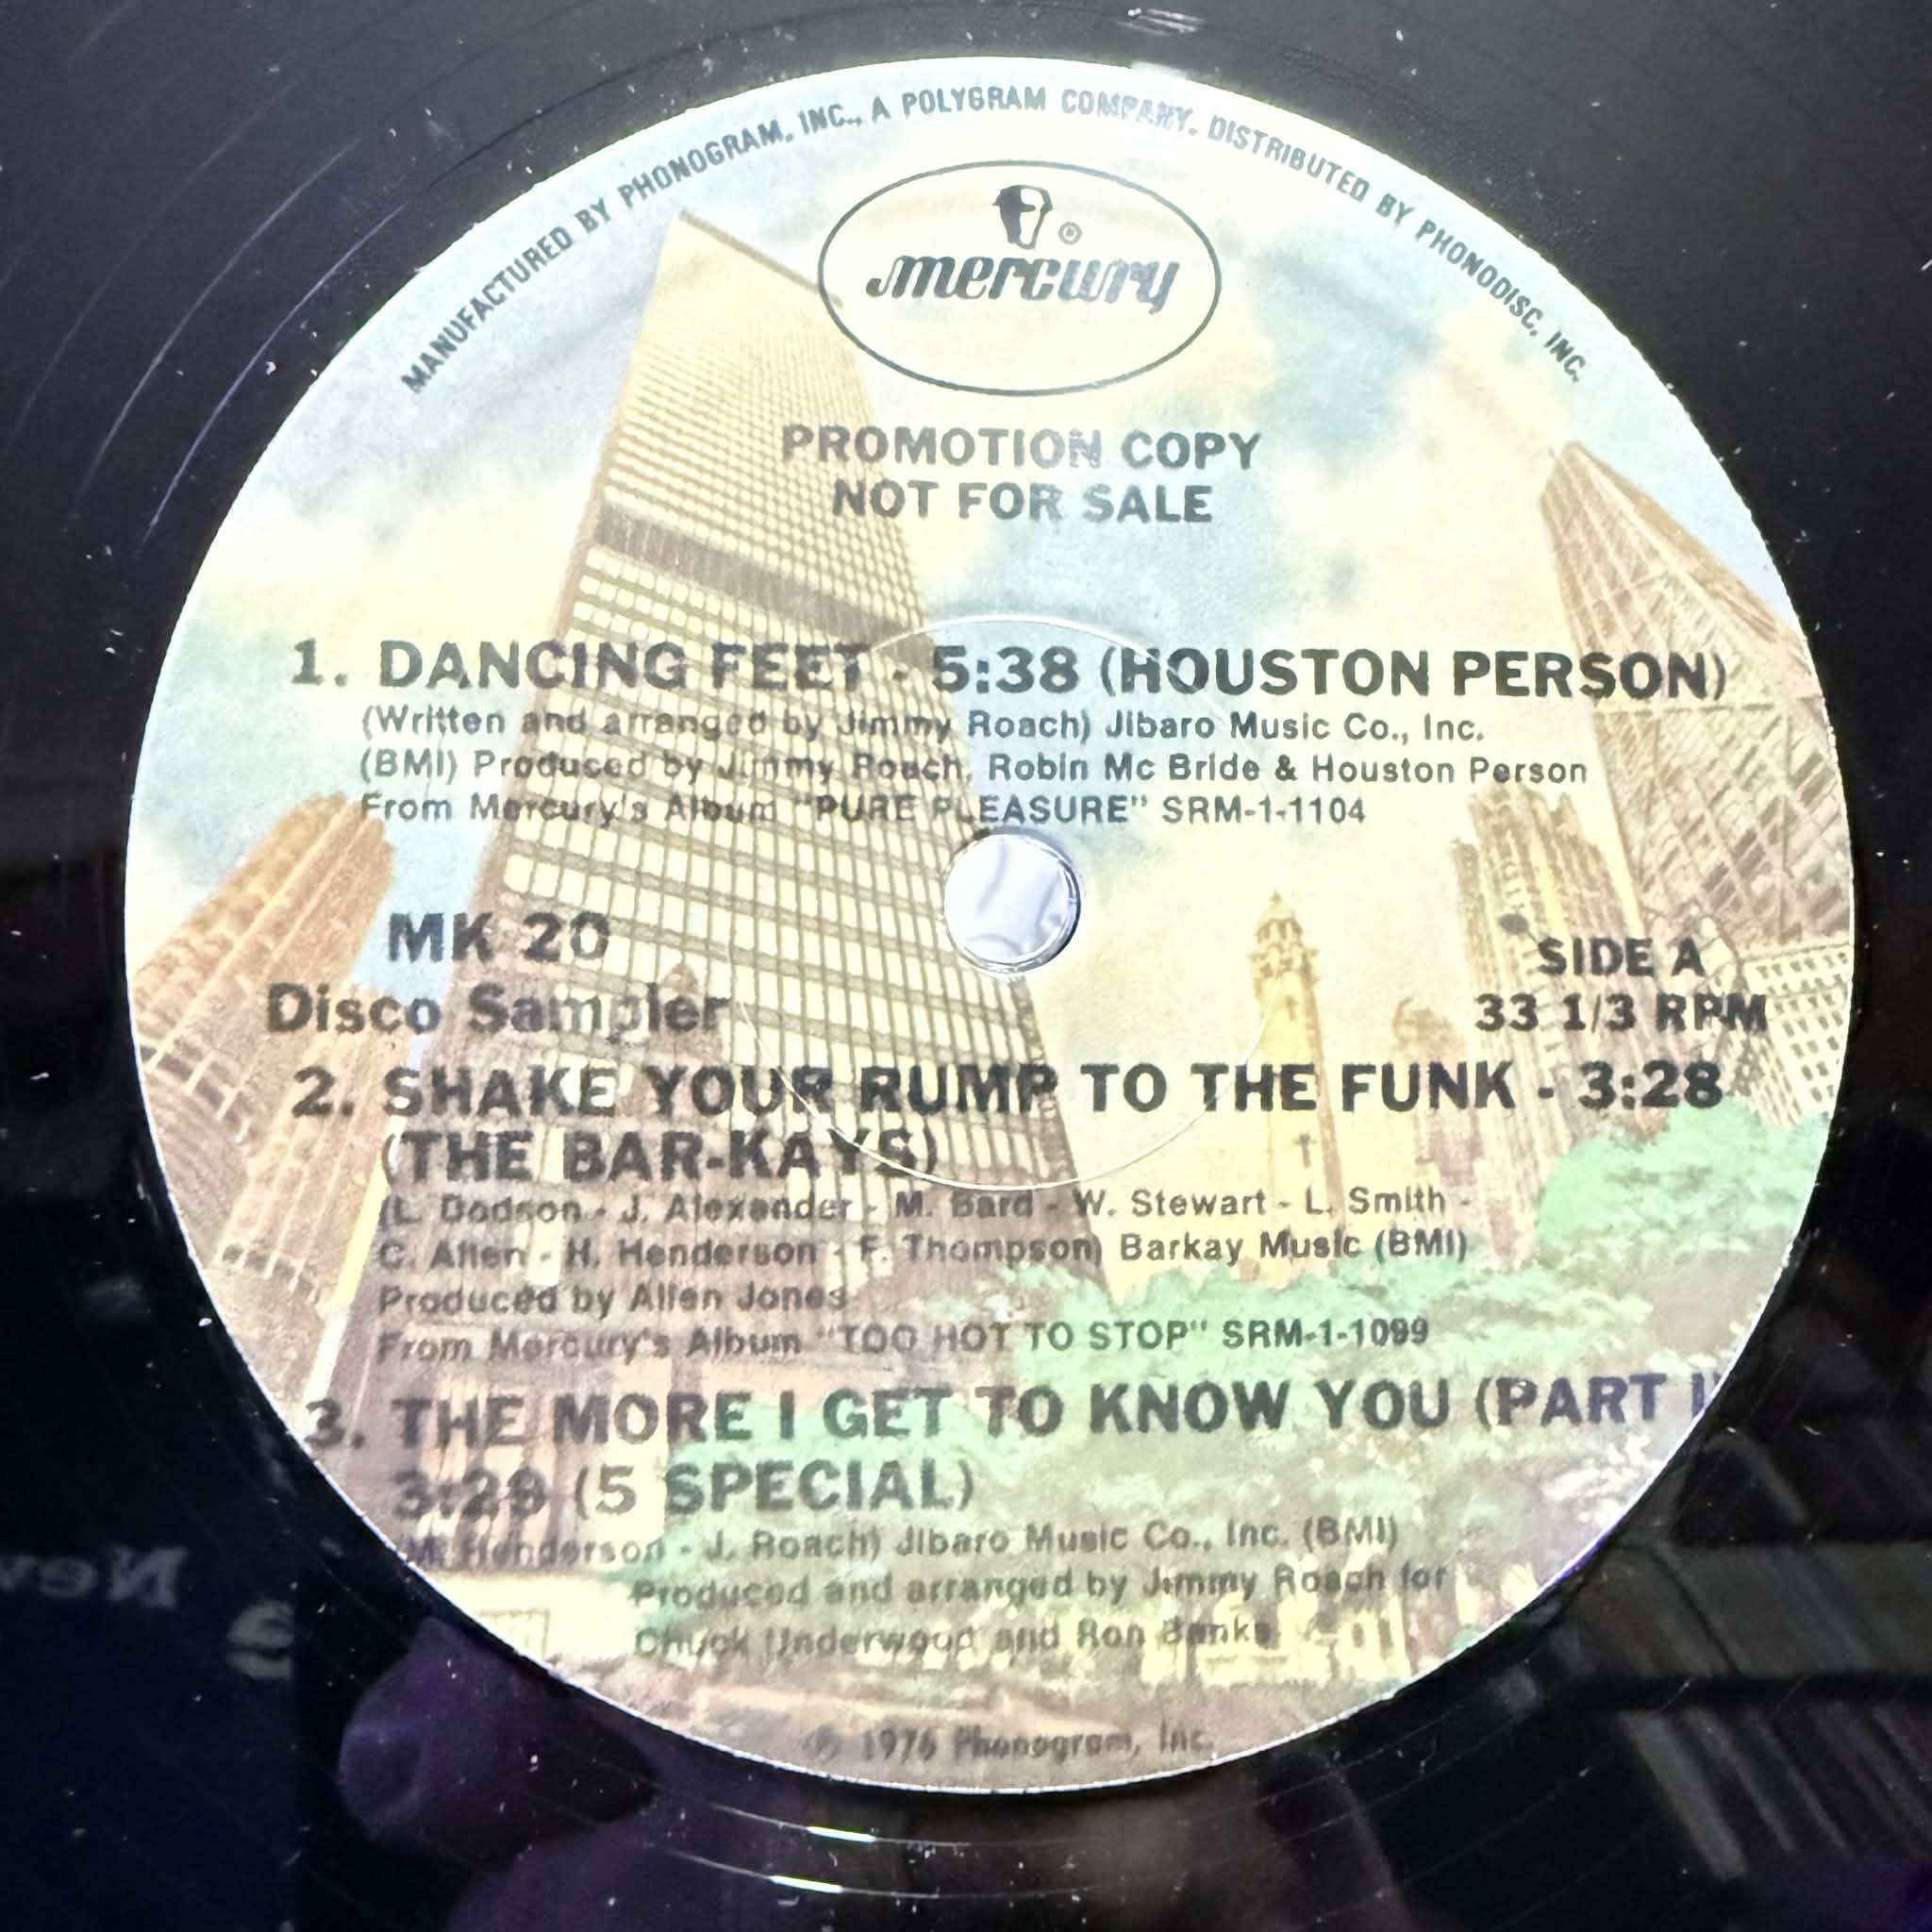 MANUFACTURED BY PHONOGRAM, INC., A POLYGRAM COMPANY. DISTRIBUTED BY PHONODISC, INC.
mercury ®
PROMOTION COPY
NOT FOR SALE
1. DANCING FEET - 5:38 (HOUSTON PERSON)
(Written and arranged by Jimmy Roach) Jibaro Music Co., Inc.
(BMI) Produced by Jimmy Roach, Robin Mc Bride & Houston Person
From Mercury's Album "PURE PLEASURE" SRM-1-1104
MK 20
Disco Sampler
SIDE A
33 1/3 RPM
2. SHAKE YOUR RUMP TO THE FUNK - 3:28
(THE BAR-KAYS)
(L. Dodson - J. Alexander - M. Bard - W. Stewart - L. Smith -
C. Allen - H. Henderson - F. Thompson) Barkay Music (BMI)
Produced by Allen Jones
From Mercury's Album "TOO HOT TO STOP" SRM-1-1099
3. THE MORE I GET TO KNOW YOU (PART
3:28 (5 SPECIAL)
Henderson - J. Roach) Jibaro Music Co., Inc. (BMI)
Produced and arranged by Jimmy Roach for
Chuck Underwood and Ron Banks
℗ 1976 Phonogram, Inc.